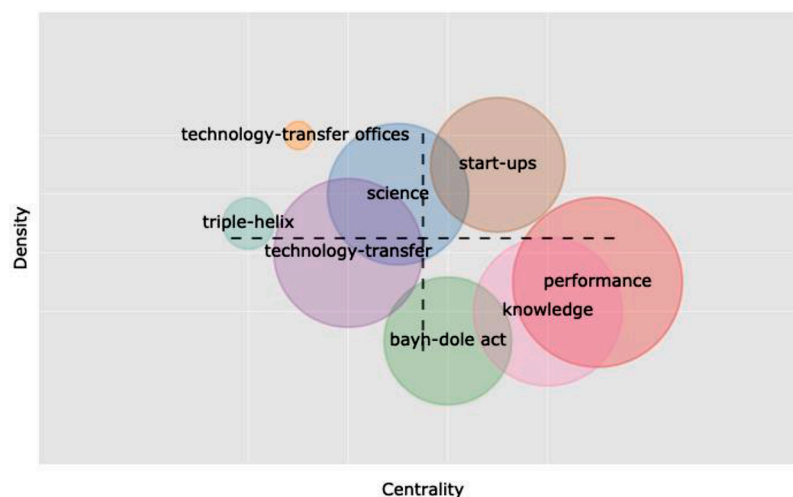 technology-transfer offices
start-ups
science
triple-helix
technology-transfer
performance
knowledge
bayh-dole act
Density
Centrality